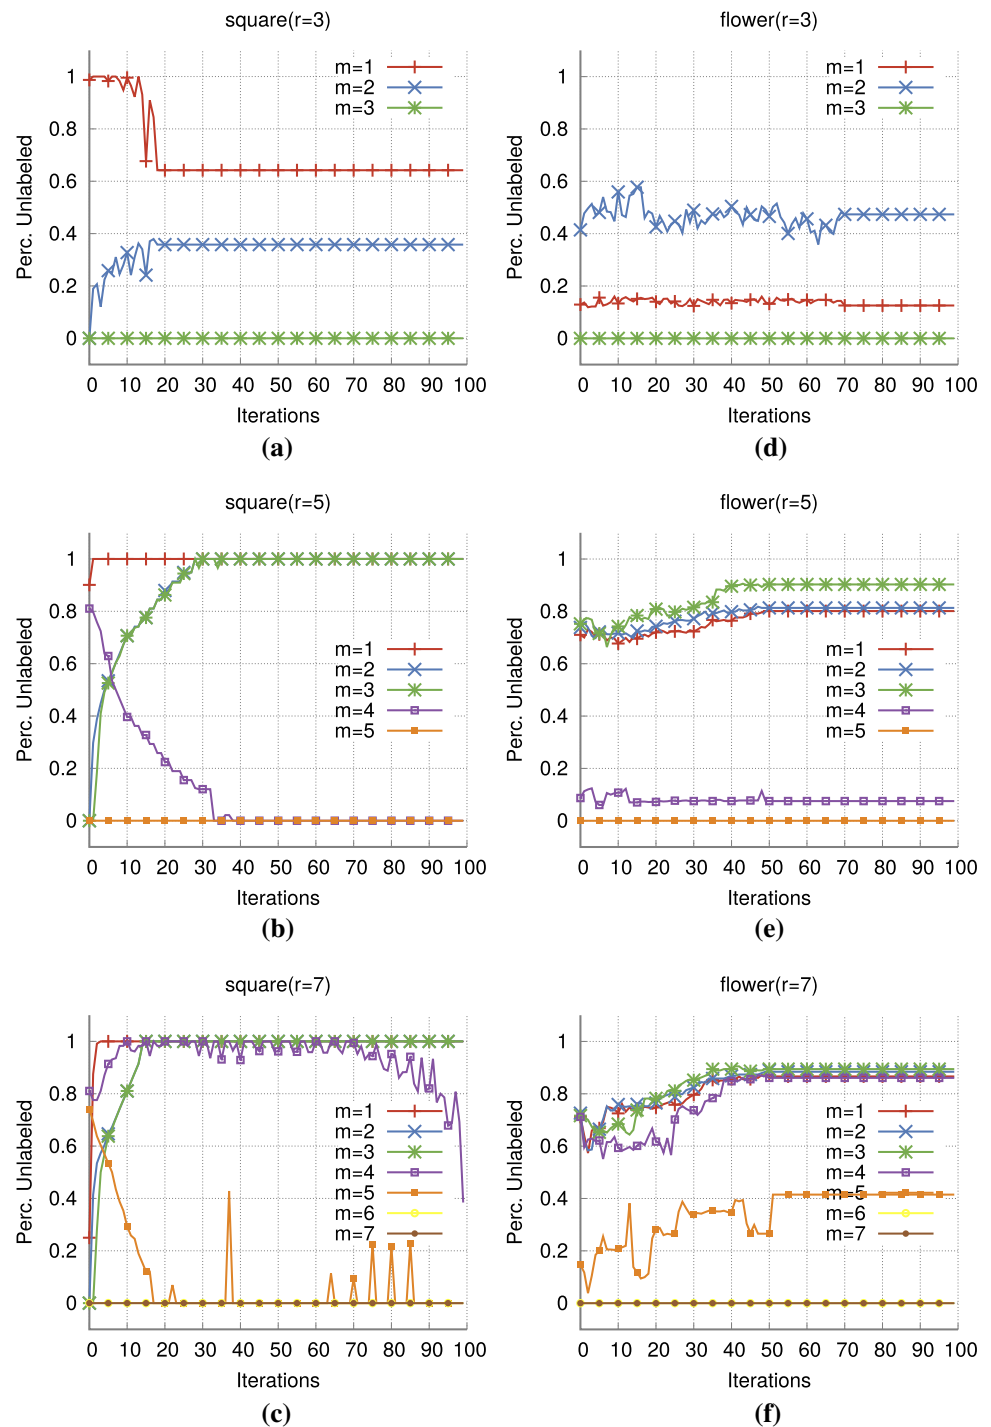 square(r=3)
Perc. Unlabeled
1
0.8
0.6
0.4
0.2
0
m=1
m=2
m=3
0 10 20 30 40 50 60 70 80 90 100
Iterations
(a)
flower(r=3)
Perc. Unlabeled
1
0.8
0.6
0.4
0.2
0
m=1
m=2
m=3
0 10 20 30 40 50 60 70 80 90 100
Iterations
(d)
square(r=5)
Perc. Unlabeled
1
0.8
0.6
0.4
0.2
0
m=1
m=2
m=3
m=4
m=5
0 10 20 30 40 50 60 70 80 90 100
Iterations
(b)
flower(r=5)
Perc. Unlabeled
1
0.8
0.6
0.4
0.2
0
m=1
m=2
m=3
m=4
m=5
0 10 20 30 40 50 60 70 80 90 100
Iterations
(e)
square(r=7)
Perc. Unlabeled
1
0.8
0.6
0.4
0.2
0
m=1
m=2
m=3
m=4
m=5
m=6
m=7
0 10 20 30 40 50 60 70 80 90 100
Iterations
(c)
flower(r=7)
Perc. Unlabeled
1
0.8
0.6
0.4
0.2
0
m=1
m=2
m=3
m=4
m=5
m=6
m=7
0 10 20 30 40 50 60 70 80 90 100
Iterations
(f)